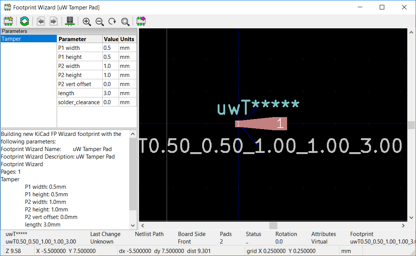 Footprint Wizard [uW Tamper Pad]
Parameters
Tamper
Parameter Value Units
P1 width 0.5 mm
P1 height 0.5 mm
P2 width 1.0 mm
P2 height 1.0 mm
P2 vert offset 0.0 mm
length 3.0 mm
solder_clearance 0.0 mm
uwT*****
1
T0.50_0.50_1.00_1.00_3.00
Building new KiCad FP Wizard footprint with the
following parameters:
Footprint Wizard Name: uW Tamper Pad
Footprint Wizard Description: uW Tamper Pad
Footprint Wizard
Pages: 1
Tamper
P1 width: 0.5mm
P1 height: 0.5mm
P2 width: 1.0mm
P2 height: 1.0mm
P2 vert offset: 0.0mm
length: 3.0mm
uwT***** Last Change Netlist Path Board Side Pads Status Rotation Attributes Footprint
uwT0.50_0.50_1.00_1.00_3.00 Unknown Front 2 .. 0.0 Virtual uwT0.50_0.50_1.00_1.00_3.0
Z 9.58 X -5.500000 Y 7.500000 dx -5.500000 dy 7.500000 dist 9.301 grid X 0.250000 Y 0.250000 mm